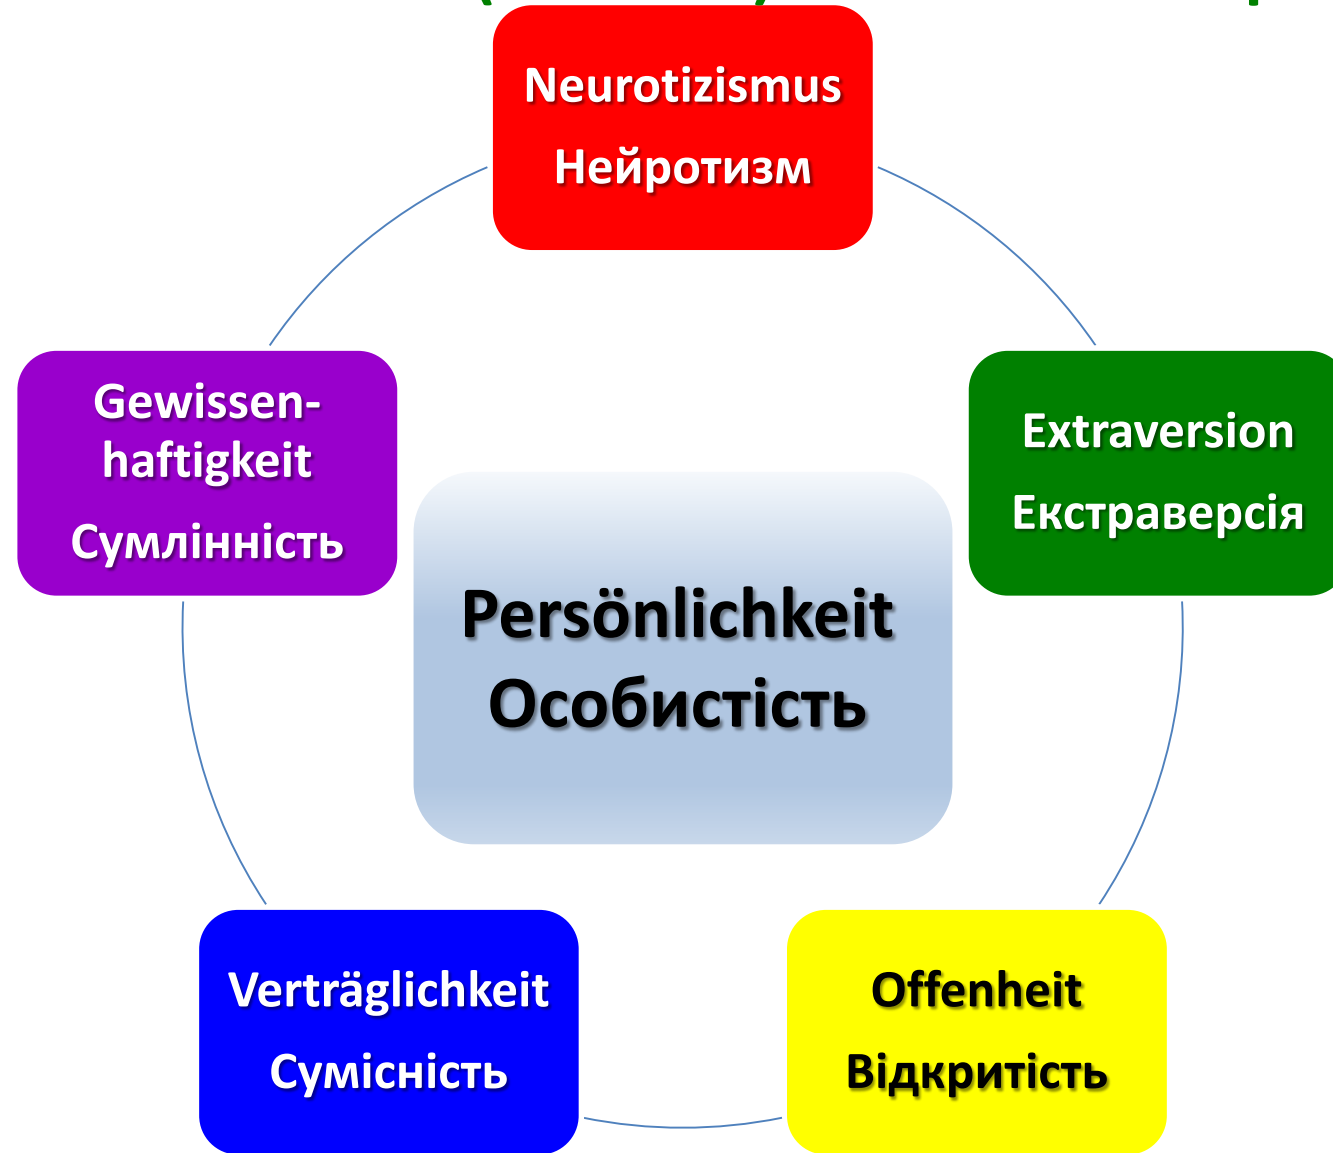 Neurotizismus
Нейротизм
Gewissen-
haftigkeit
Сумлінність
Extraversion
Екстраверсія
Persönlichkeit
Особистість
Verträglichkeit
Сумісність
Offenheit
Відкритість